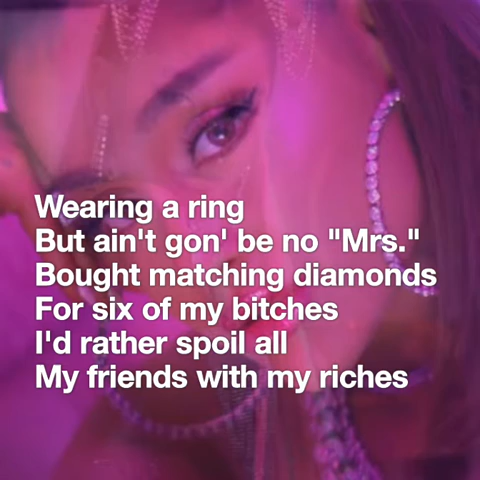 Wearing a ring
But ain't gon' be no "Mrs."
Bought matching diamonds
For six of my bitches
I'd rather spoil all
My friends with my riches